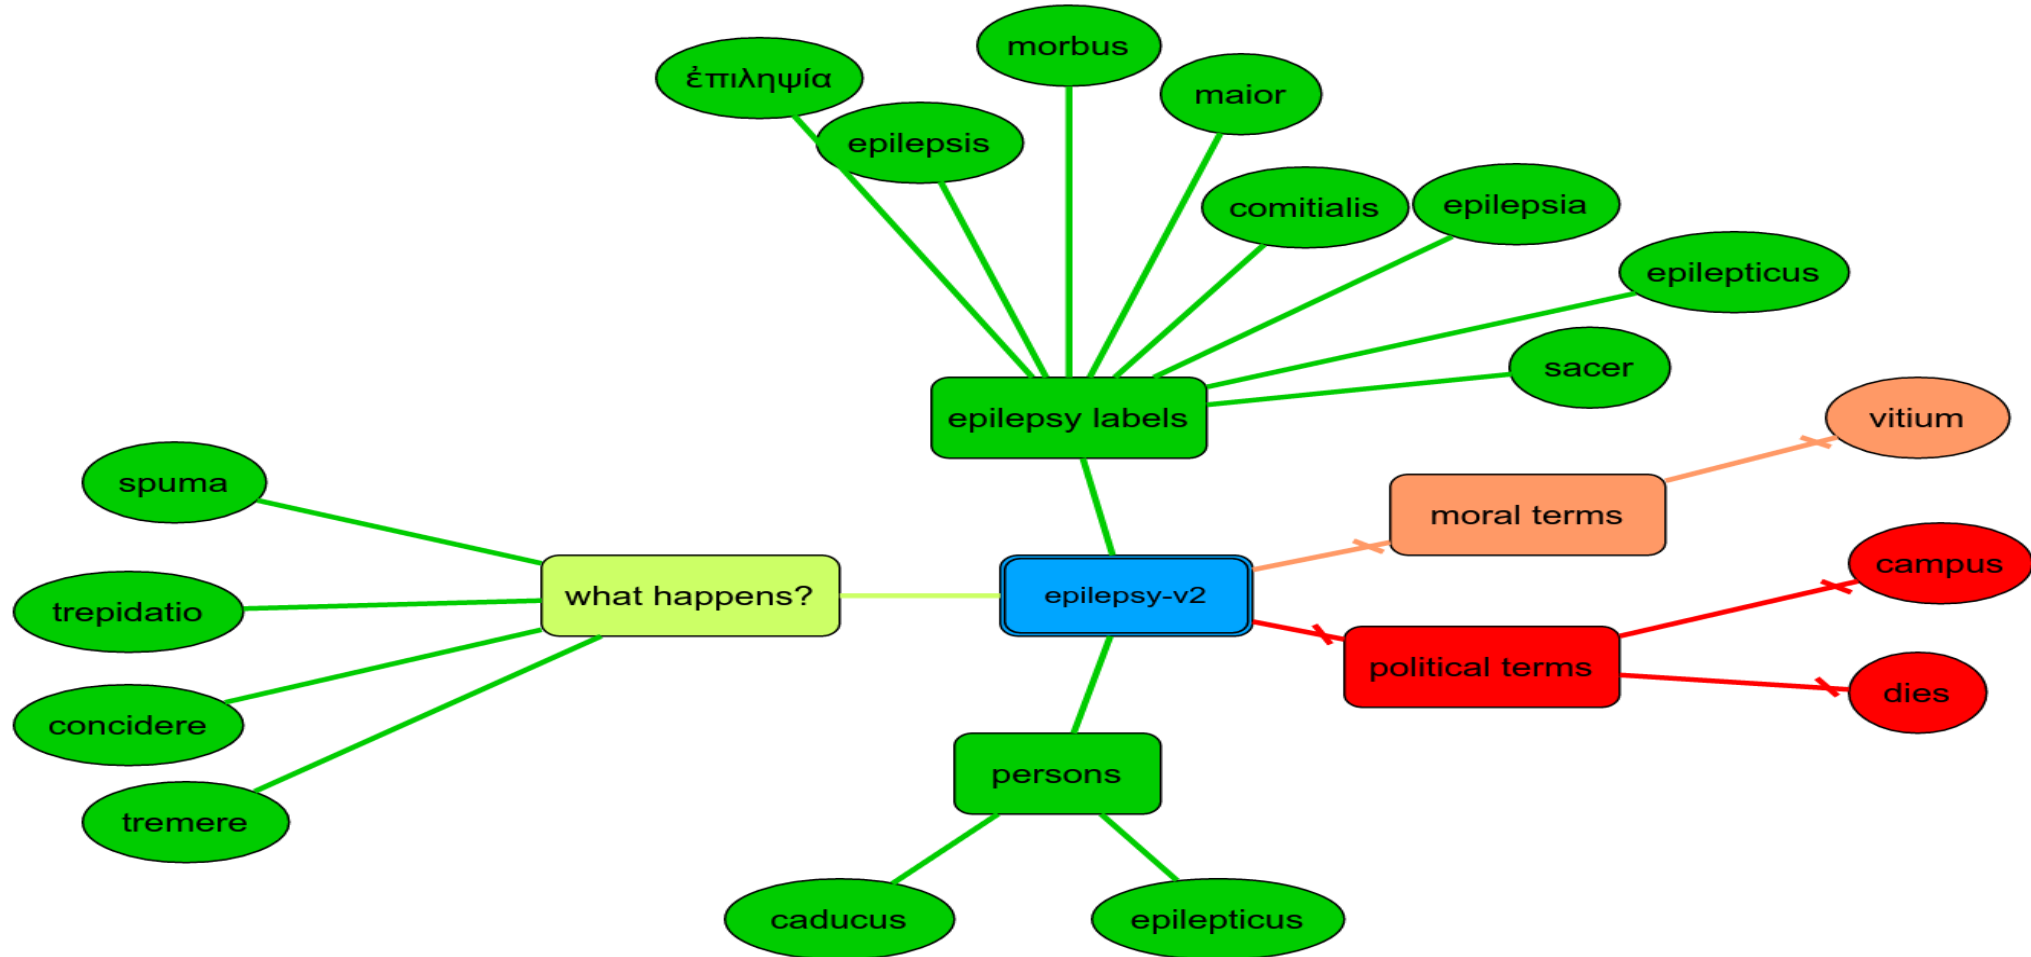 morbus
ἐπιληψία
maior
epilepsis
comitialis
epilepsia
epilepticus
sacer
epilepsy labels
vitium
spuma
moral terms
campus
what happens?
epilepsy-v2
trepidatio
political terms
dies
concidere
persons
tremere
caducus
epilepticus